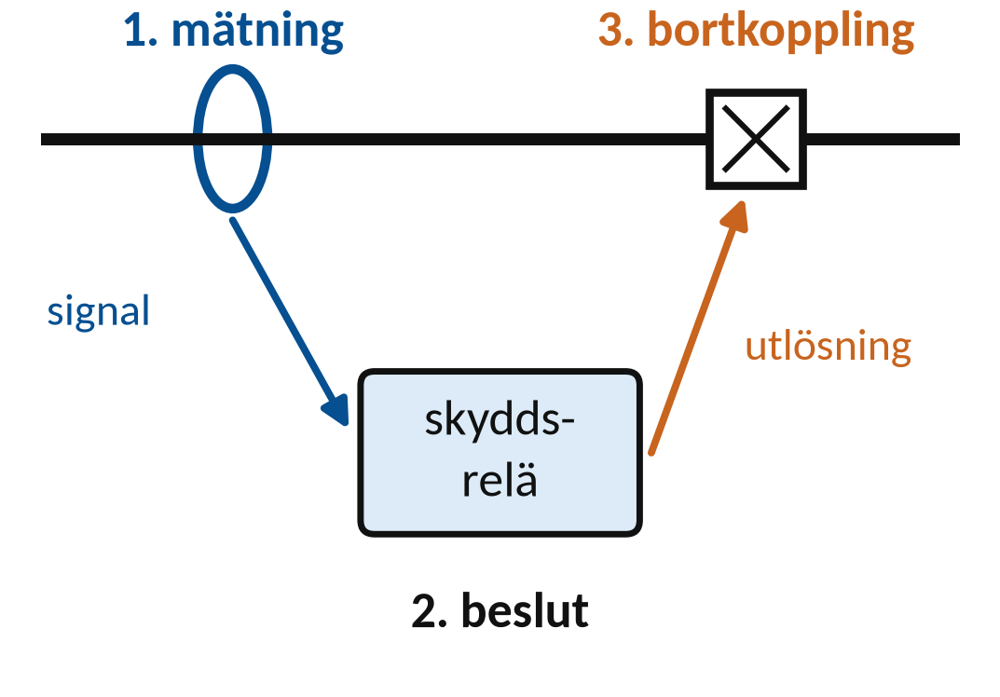 1. mätning
3. bortkoppling
signal
utlösning
skydds-
relä
2. beslut